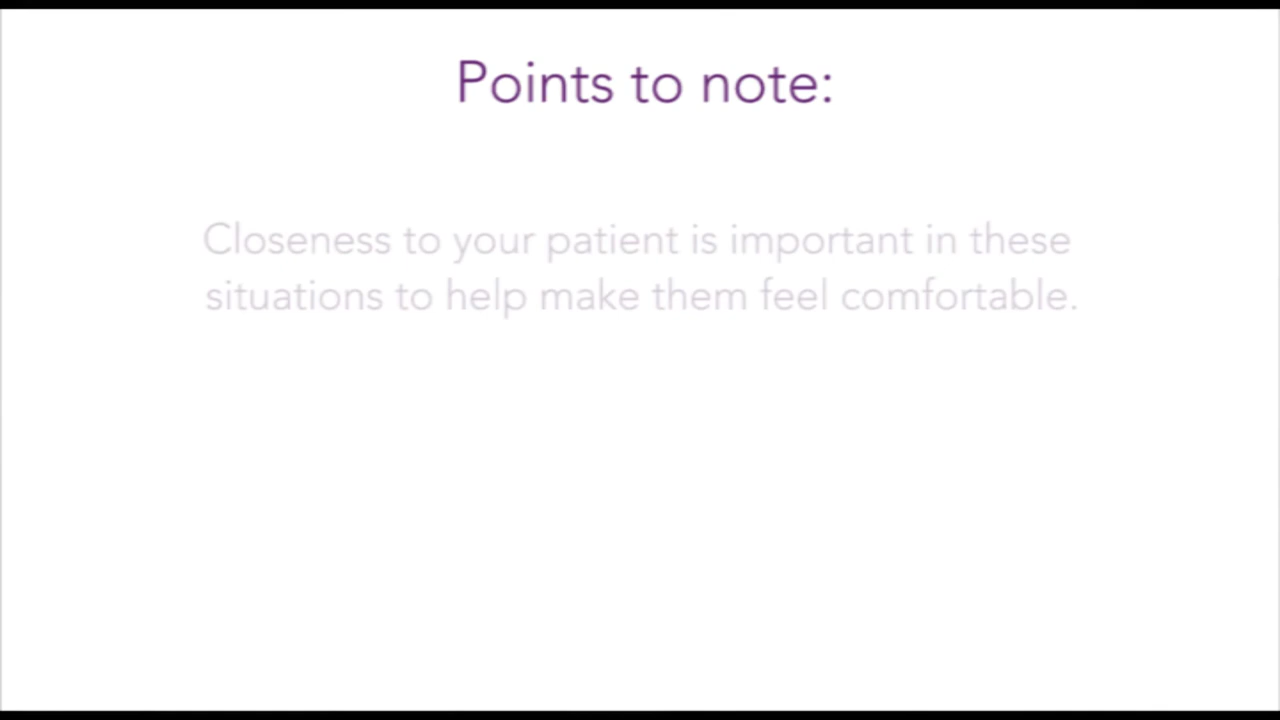 Points to note:
Closeness to your patient is important in these
situations to help make them feel comfortable.